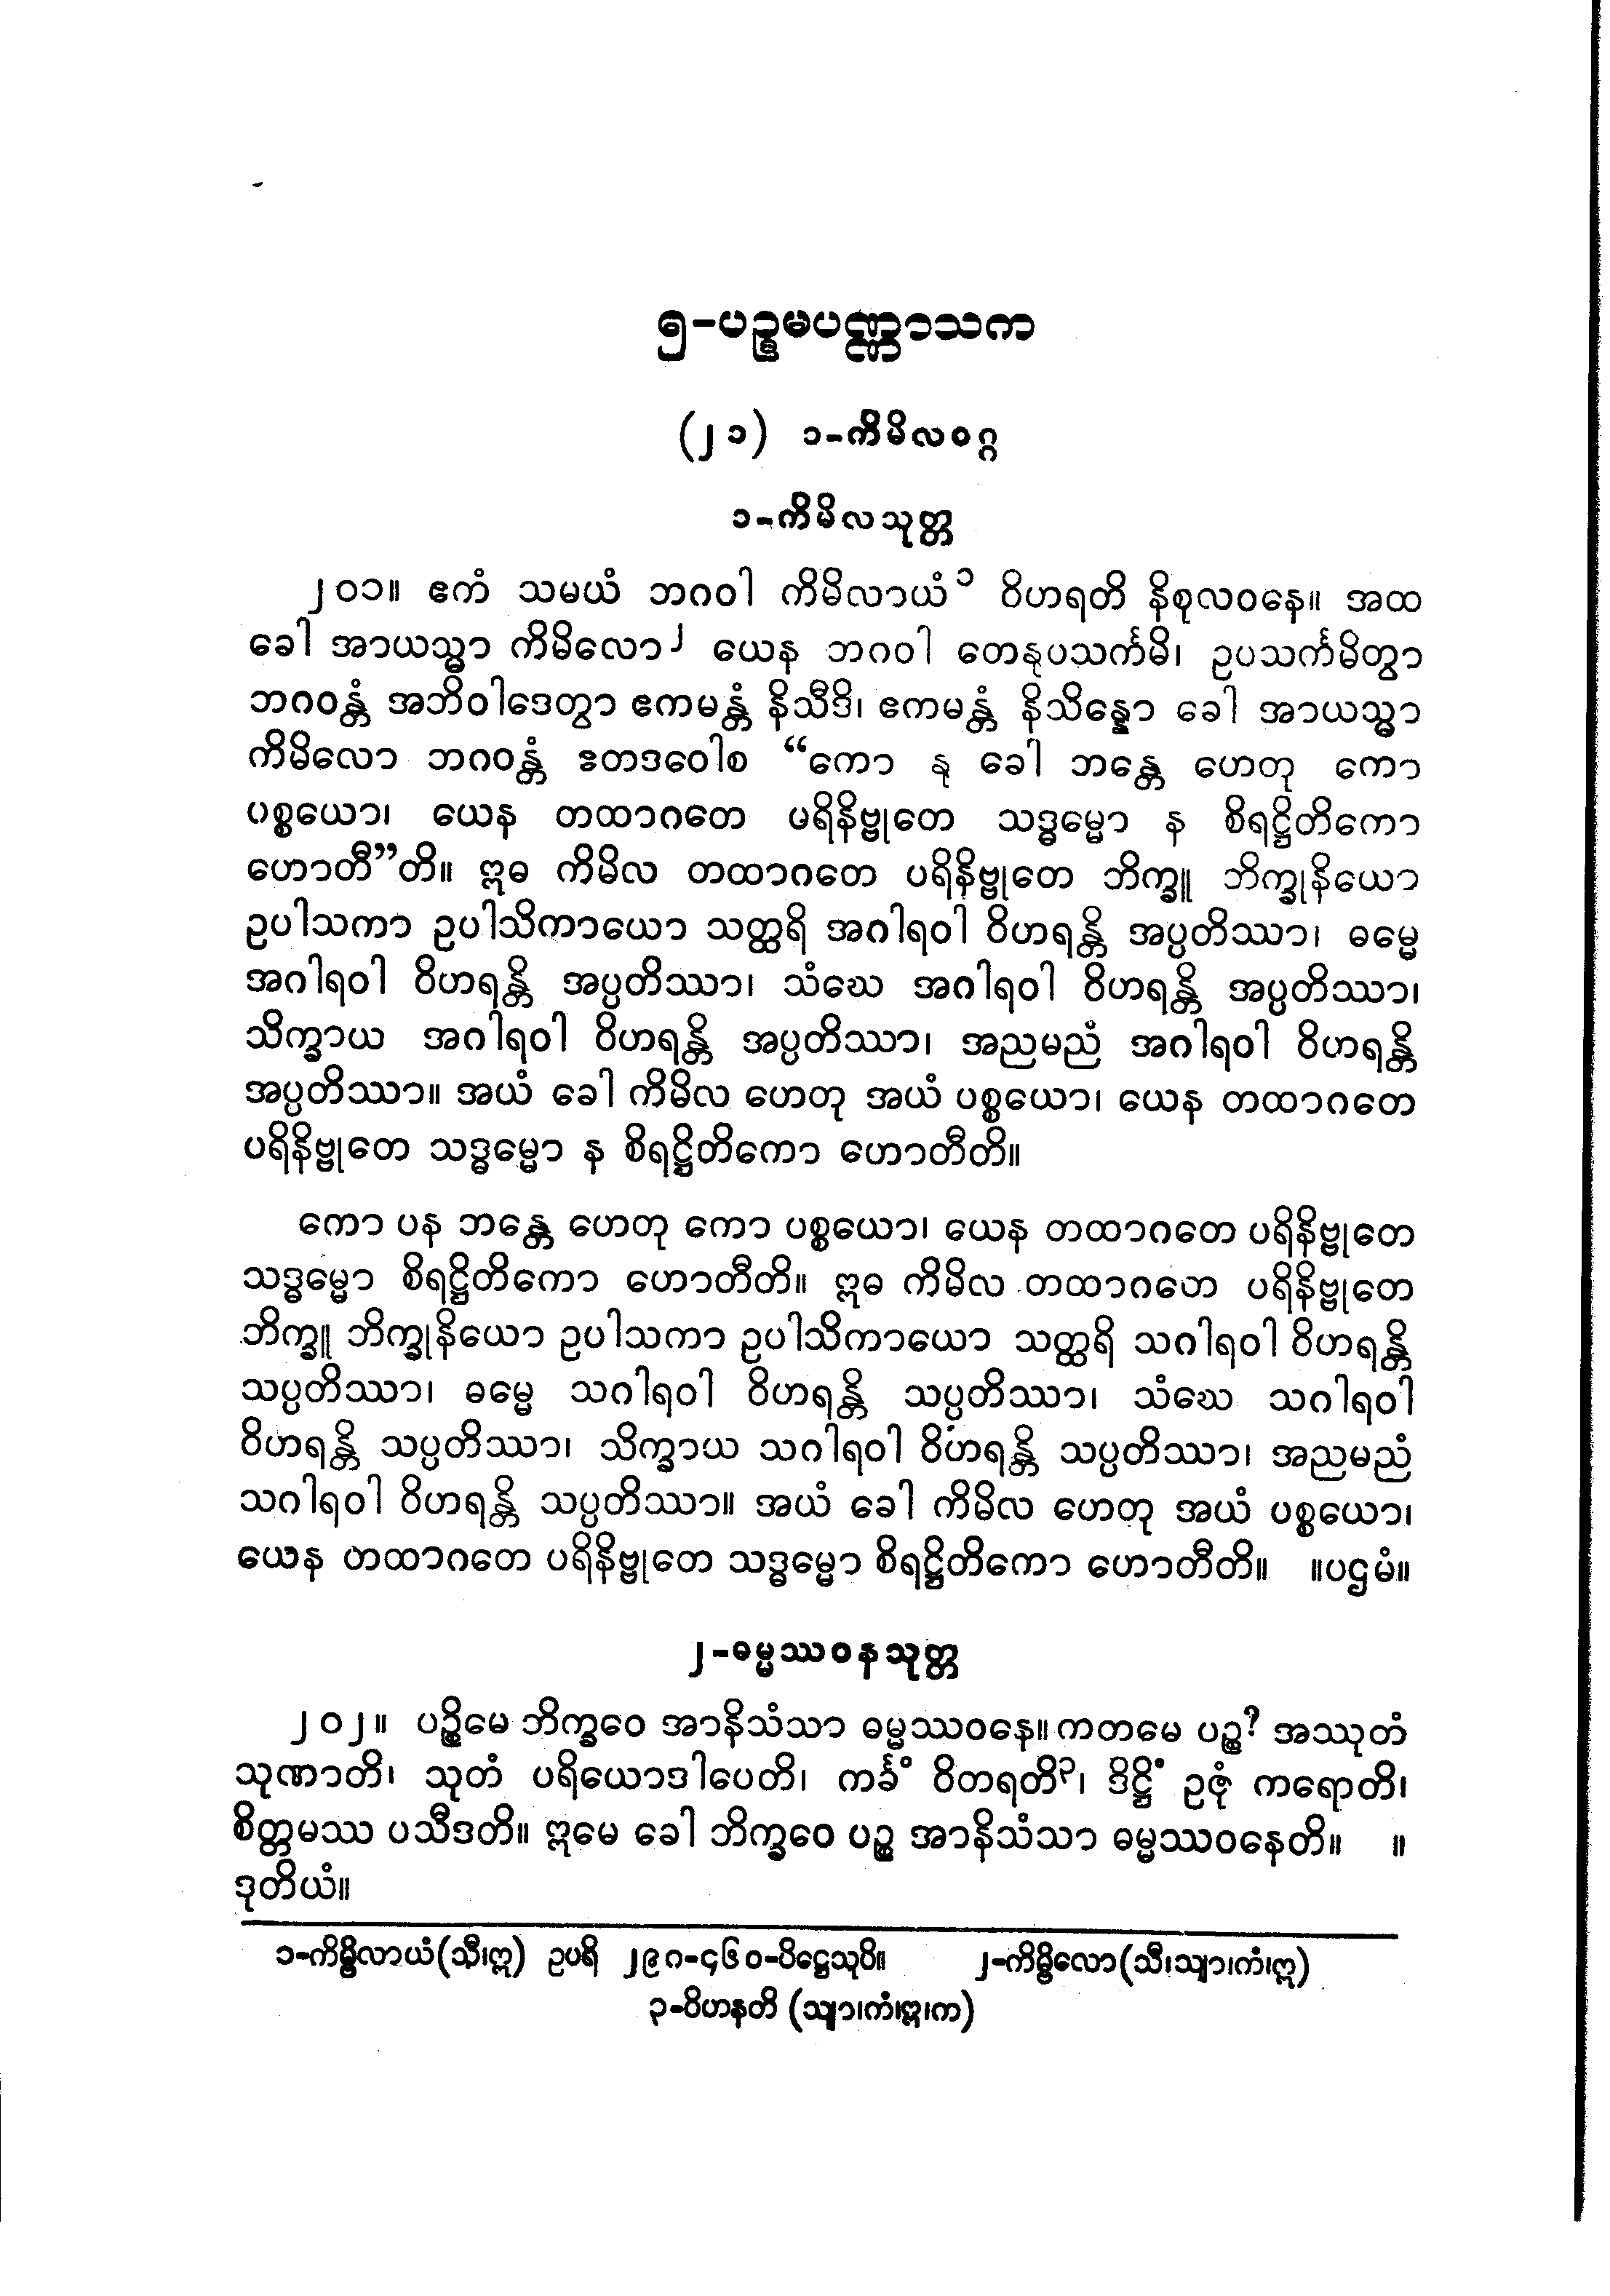 ၅-ပဉ္စမပဏ္ဏာသက
(၂၁) ၁-ကိမိလဝဂ္ဂ
၁-ကိမိလသုတ္တ
၂၀၁။ ဧကံ သမယံ ဘဂဝါ ကိမိလာယံ၁ ဝိဟရတိ နိစုလဝနေ။ အထ
ခေါ အာယသ္မာ ကိမိလော၂ ယေန ဘဂဝါ တေနုပသင်္ကမိ၊ ဥပသင်္ကမိတွာ
ဘဂဝန္တံ အဘိဝါဒေတွာ ဧကမန္တံ နိသီဒိ၊ ဧကမန္တံ နိသိန္နော ခေါ အာယသ္မာ
ကိမိလော ဘဂဝန္တံ ဧတဒဝေါစ “ကော နု ခေါ ဘန္တေ ဟေတု ကော
ပစ္စယော၊ ယေန တထာဂတေ ပရိနိဗ္ဗုတေ သဒ္ဓမ္မော န စိရဋ္ဌိတိကော
ဟောတီ”တိ။ ဣဓ ကိမိလ တထာဂတေ ပရိနိဗ္ဗုတေ ဘိက္ခူ ဘိက္ခုနိယော
ဥပါသကာ ဥပါသိကာယော သတ္ထရိ အဂါရဝါ ဝိဟရန္တိ အပ္ပတိဿာ၊ ဓမ္မေ
အဂါရဝါ ဝိဟရန္တိ အပ္ပတိဿာ၊ သံဃေ အဂါရဝါ ဝိဟရန္တိ အပ္ပတိဿာ၊
သိက္ခာယ အဂါရဝါ ဝိဟရန္တိ အပ္ပတိဿာ၊ အညမညံ အဂါရဝါ ဝိဟရန္တိ
အပ္ပတိဿာ။ အယံ ခေါ ကိမိလ ဟေတု အယံ ပစ္စယော၊ ယေန တထာဂတေ
ပရိနိဗ္ဗုတေ သဒ္ဓမ္မော န စိရဋ္ဌိတိကော ဟောတီတိ။
ကော ပန ဘန္တေ ဟေတု ကော ပစ္စယော၊ ယေန တထာဂတေ ပရိနိဗ္ဗုတေ
သဒ္ဓမ္မော စိရဋ္ဌိတိကော ဟောတီတိ။ ဣဓ ကိမိလ တထာဂတေ ပရိနိဗ္ဗုတေ
ဘိက္ခူ ဘိက္ခုနိယော ဥပါသကာ ဥပါသိကာယော သတ္ထရိ သဂါရဝါ ဝိဟရန္တိ
သပ္ပတိဿာ၊ ဓမ္မေ သဂါရဝါ ဝိဟရန္တိ သပ္ပတိဿာ၊ သံဃေ သဂါရဝါ
ဝိဟရန္တိ သပ္ပတိဿာ၊ သိက္ခာယ သဂါရဝါ ဝိဟရန္တိ သပ္ပတိဿာ၊ အညမညံ
သဂါရဝါ ဝိဟရန္တိ သပ္ပတိဿာ။ အယံ ခေါ ကိမိလ ဟေတု အယံ ပစ္စယော၊
ယေန တထာဂတေ ပရိနိဗ္ဗုတေ သဒ္ဓမ္မော စိရဋ္ဌိတိကော ဟောတီတိ။ ။ပဌမံ။
၂-ဓမ္မဿဝနသုတ္တ
၂၀၂။ ပဉ္စိမေ ဘိက္ခဝေ အာနိသံသာ ဓမ္မဿဝနေ။ ကတမေ ပဉ္စ? အဿုတံ
သုဏာတိ၊ သုတံ ပရိယောဒါပေတိ၊ ကင်္ခံ ဝိတရတိ၃၊ ဒိဋ္ဌိံ ဥဇုံ ကရောတိ၊
စိတ္တမဿ ပသီဒတိ။ ဣမေ ခေါ ဘိက္ခဝေ ပဉ္စ အာနိသံသာ ဓမ္မဿဝနေတိ။ ။
ဒုတိယံ။
၁-ကိမ္ဗိလာယံ(သီ၊ဣ) ဥပရိ ၂၉၈-၄၆၀-ပိဋ္ဌေသုပိ။ ၂-ကိမ္ဗိလော(သီ၊သျာ၊ကံ၊ဣ)
၃-ဝိဟနတိ (သျာ၊ကံ၊ဣ၊က)